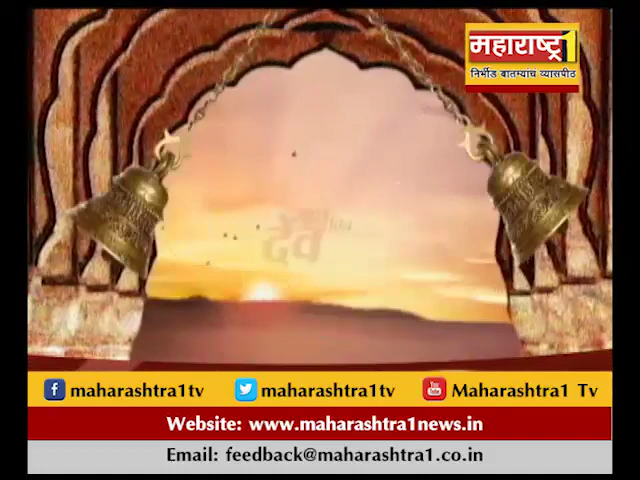 महाराष्ट्र1
निर्भीड बातम्यांच व्यासपीठ
देव
maharashtra1tv maharashtra1tv Maharashtra1 Tv
Website: www.maharashtra1news.in
Email: feedback@maharashtra1.co.in